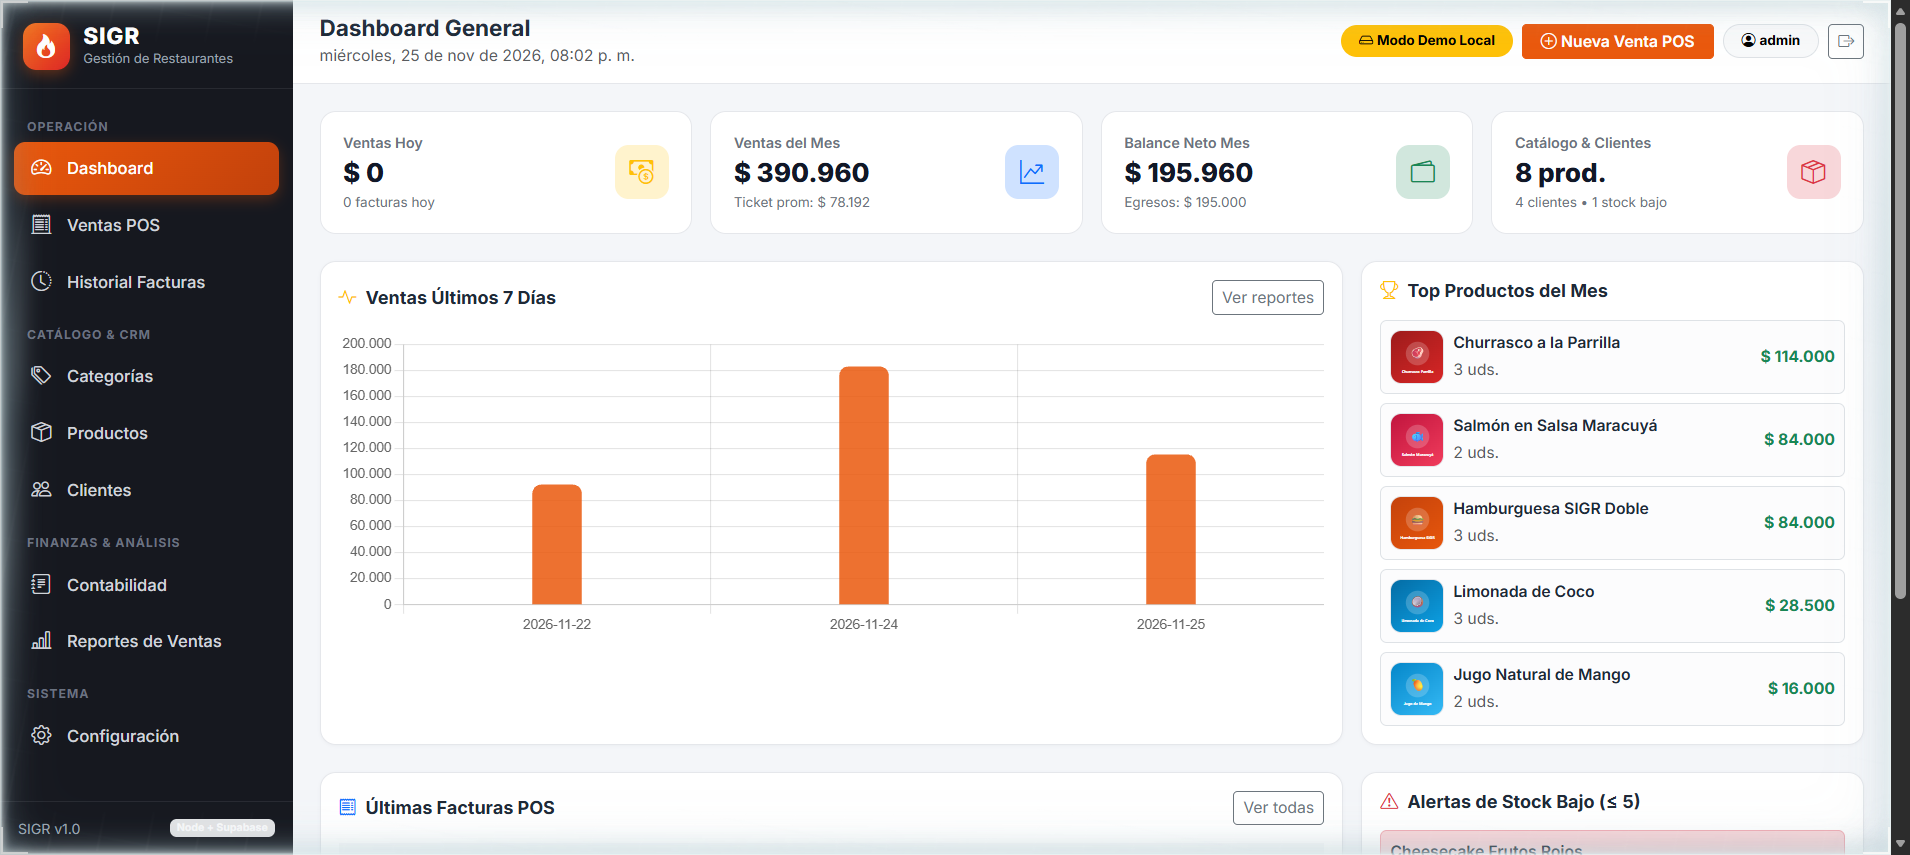 SIGR
Gestión de Restaurantes
OPERACIÓN
Dashboard
Ventas POS
Historial Facturas
CATÁLOGO & CRM
Categorías
Productos
Clientes
FINANZAS & ANÁLISIS
Contabilidad
Reportes de Ventas
SISTEMA
Configuración
SIGR v1.0
Node + Supabase
Dashboard General
miércoles, 25 de nov de 2026, 08:02 p. m.
Modo Demo Local
Nueva Venta POS
admin
Ventas Hoy
$ 0
0 facturas hoy
Ventas del Mes
$ 390.960
Ticket prom: $ 78.192
Balance Neto Mes
$ 195.960
Egresos: $ 195.000
Catálogo & Clientes
8 prod.
4 clientes • 1 stock bajo
Ventas Últimos 7 Días
Ver reportes
200.000
180.000
160.000
140.000
120.000
100.000
80.000
60.000
40.000
20.000
0
2026-11-22
2026-11-24
2026-11-25
Top Productos del Mes
Churrasco a la Parrilla
3 uds.
$ 114.000
Salmón en Salsa Maracuyá
2 uds.
$ 84.000
Hamburguesa SIGR Doble
3 uds.
$ 84.000
Limonada de Coco
3 uds.
$ 28.500
Jugo Natural de Mango
2 uds.
$ 16.000
Últimas Facturas POS
Ver todas
Alertas de Stock Bajo (≤ 5)
Cheesecake Frutos Rojos